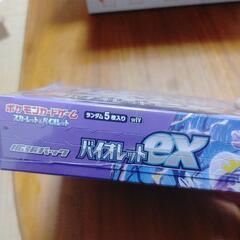 ポケモンカードゲーム
スカーレット&バイオレット
ランダム5枚入り sv1V
拡張パック
バイオレットex